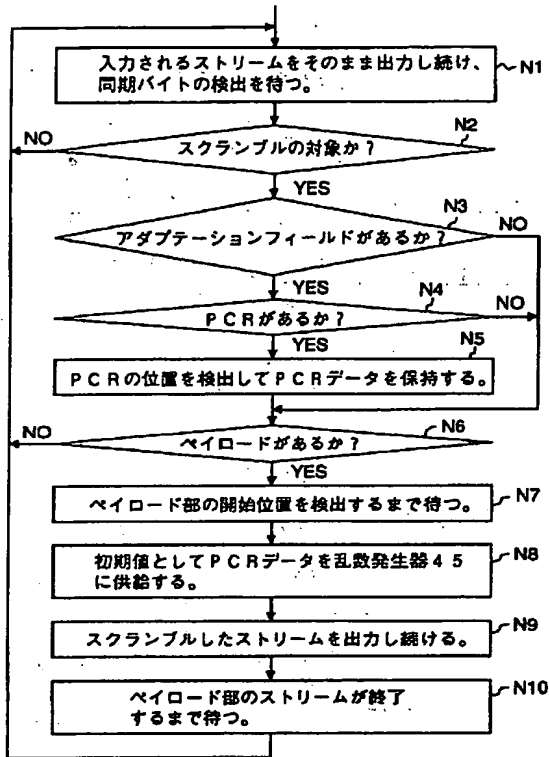 入力されるストリームをそのまま出力し続け、
同期バイトの検出を待つ。
N1
NO
スクランブルの対象か?
N2
YES
アダプテーションフィールドがあるか?
N3
NO
YES
PCRがあるか?
N4
NO
YES
N5
PCRの位置を検出してPCRデータを保持する。
NO
ペイロードがあるか?
N6
YES
ペイロード部の開始位置を検出するまで待つ。
N7
初期値としてPCRデータを乱数発生器45
に供給する。
N8
スクランブルしたストリームを出力し続ける。
N9
ペイロード部のストリームが終了
するまで待つ。
N10